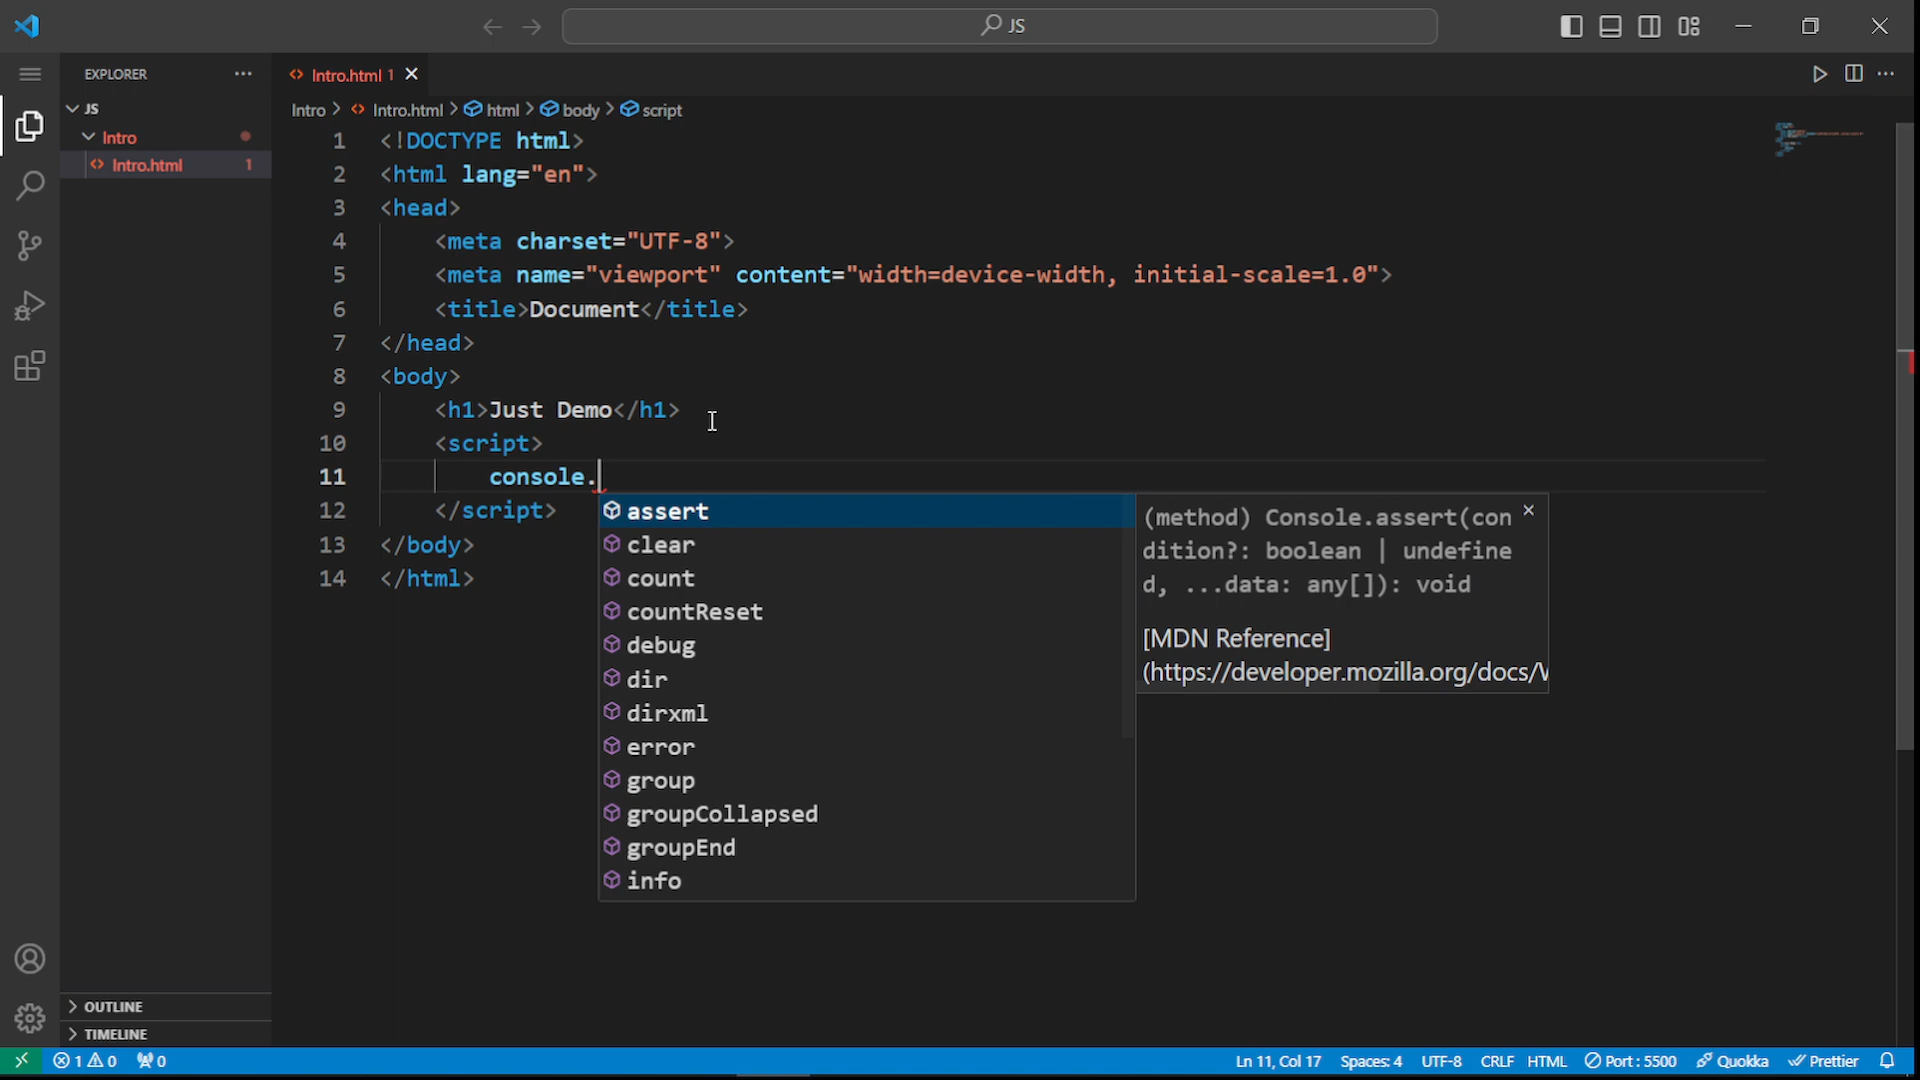 JS
EXPLORER
JS
Intro
Intro.html 1
Intro.html 1
Intro > Intro.html > html > body > script
1 <!DOCTYPE html>
2 <html lang="en">
3 <head>
4 <meta charset="UTF-8">
5 <meta name="viewport" content="width=device-width, initial-scale=1.0">
6 <title>Document</title>
7 </head>
8 <body>
9 <h1>Just Demo</h1>
10 <script>
11 console.
12 </script>
13 </body>
14 </html>
assert
clear
count
countReset
debug
dir
dirxml
error
group
groupCollapsed
groupEnd
info
(method) Console.assert(con
dition?: boolean | undefine
d, ...data: any[]): void
[MDN Reference]
(https://developer.mozilla.org/docs/
OUTLINE
TIMELINE
1 0 0 Ln 11, Col 17 Spaces: 4 UTF-8 CRLF HTML Port : 5500 Quokka Prettier